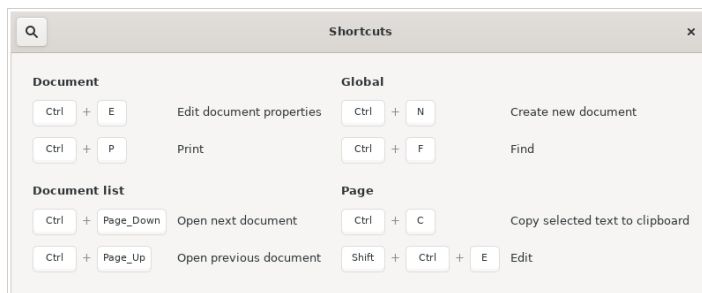 Shortcuts ×
Document
Ctrl + E Edit document properties
Ctrl + P Print
Document list
Ctrl + Page_Down Open next document
Ctrl + Page_Up Open previous document
Global
Ctrl + N Create new document
Ctrl + F Find
Page
Ctrl + C Copy selected text to clipboard
Shift + Ctrl + E Edit